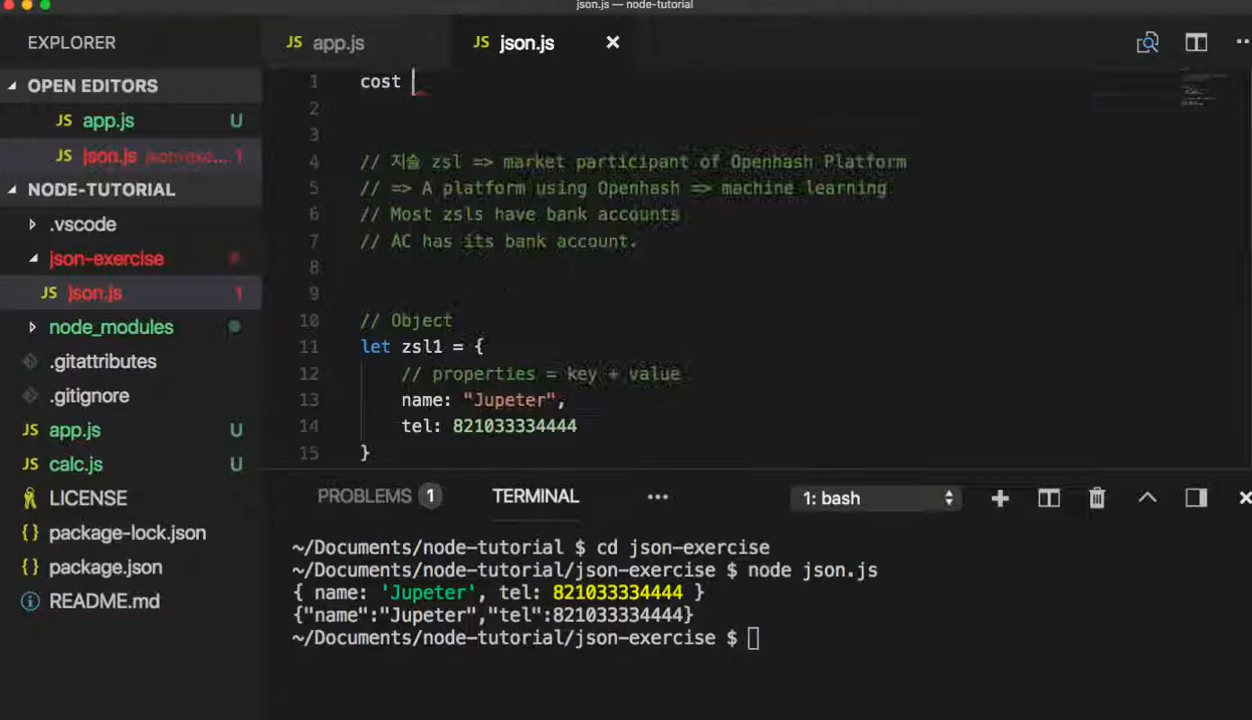 json.js — node-tutorial
EXPLORER
JS app.js
JS json.js
OPEN EDITORS
JS app.js U
JS json.js json-exe... 1
NODE-TUTORIAL
.vscode
json-exercise
JS json.js 1
node_modules
.gitattributes
.gitignore
JS app.js U
JS calc.js U
LICENSE
{ } package-lock.json
{ } package.json
README.md
1 cost
2
3
4 // 지슬 zsl => market participant of Openhash Platform
5 // => A platform using Openhash => machine learning
6 // Most zsls have bank accounts
7 // AC has its bank account.
8
9
10 // Object
11 let zsl1 = {
12 // properties = key + value
13 name: "Jupeter",
14 tel: 821033334444
15 }
PROBLEMS 1 TERMINAL ••• 1: bash
~/Documents/node-tutorial $ cd json-exercise
~/Documents/node-tutorial/json-exercise $ node json.js
{ name: 'Jupeter', tel: 821033334444 }
{"name":"Jupeter","tel":821033334444}
~/Documents/node-tutorial/json-exercise $